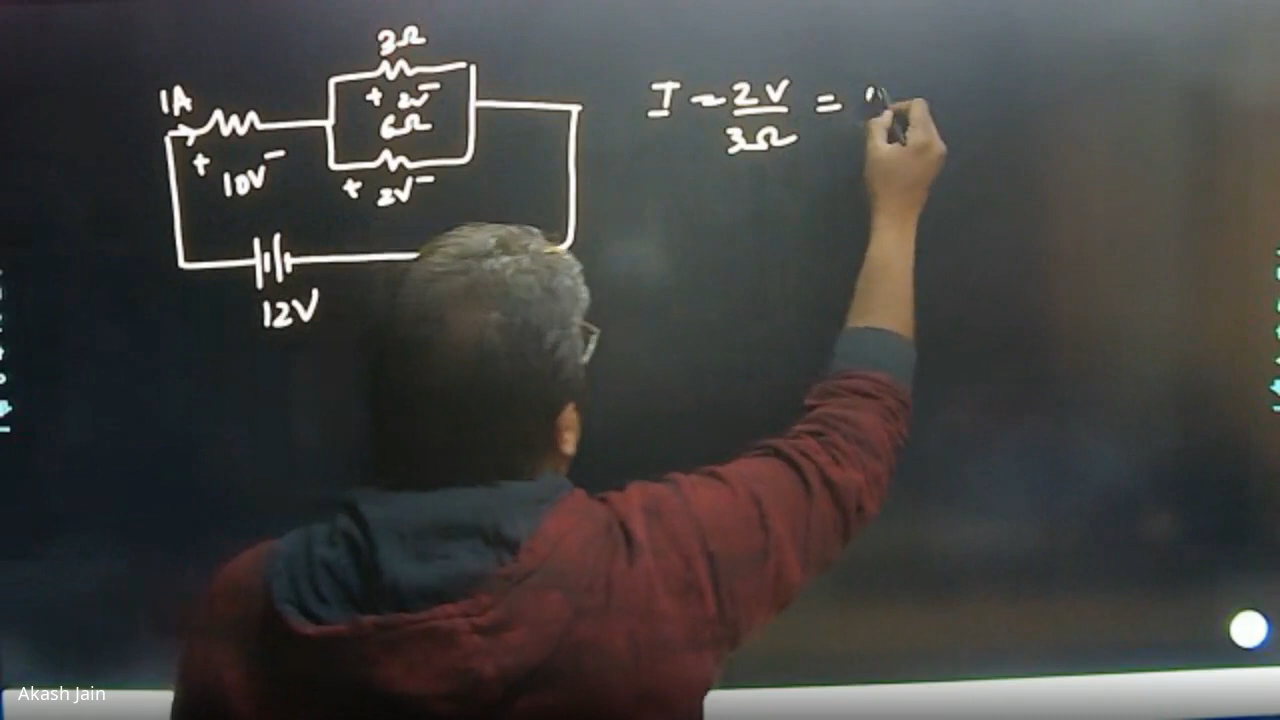 3Ω
1A
+ 2V -
6Ω
+ 10V -
+ 2V -
12V
I = 2V / 3Ω =
Akash Jain